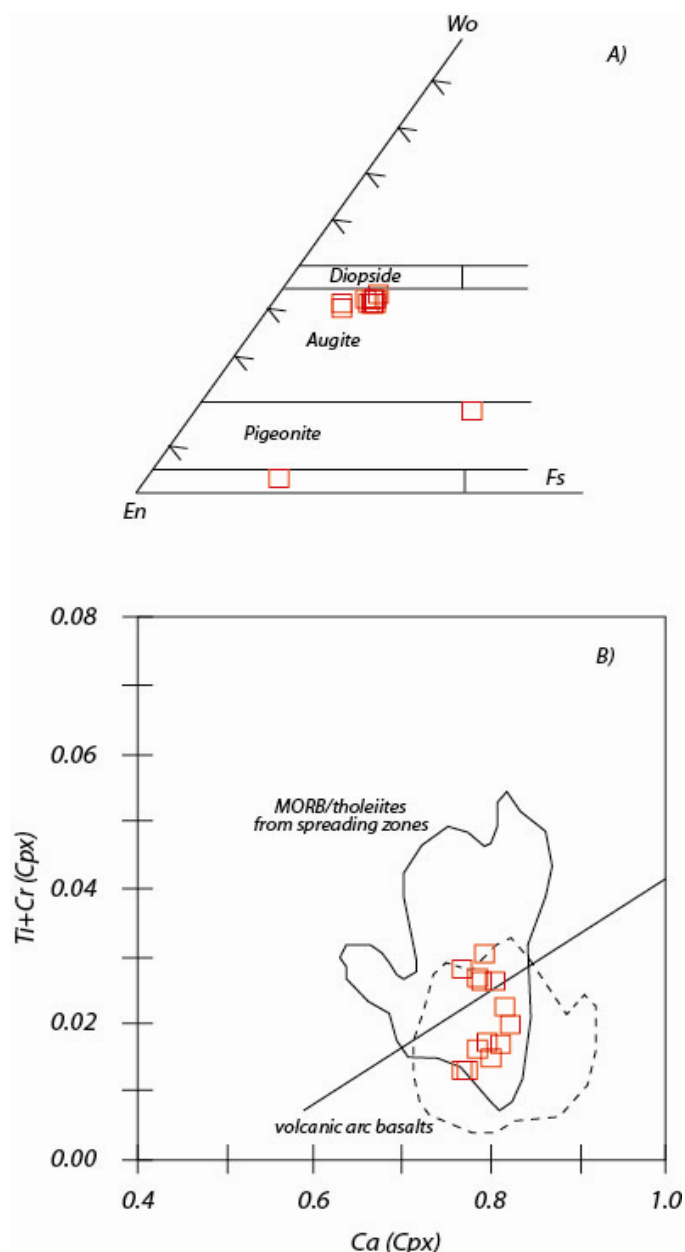 Wo
A)
Diopside
Augite
Pigeonite
Fs
En
0.08
B)
0.06
MORB/tholeiites
from spreading zones
0.04
Ti+Cr (Cpx)
0.02
volcanic arc basalts
0.00
0.4
0.6
0.8
1.0
Ca (Cpx)